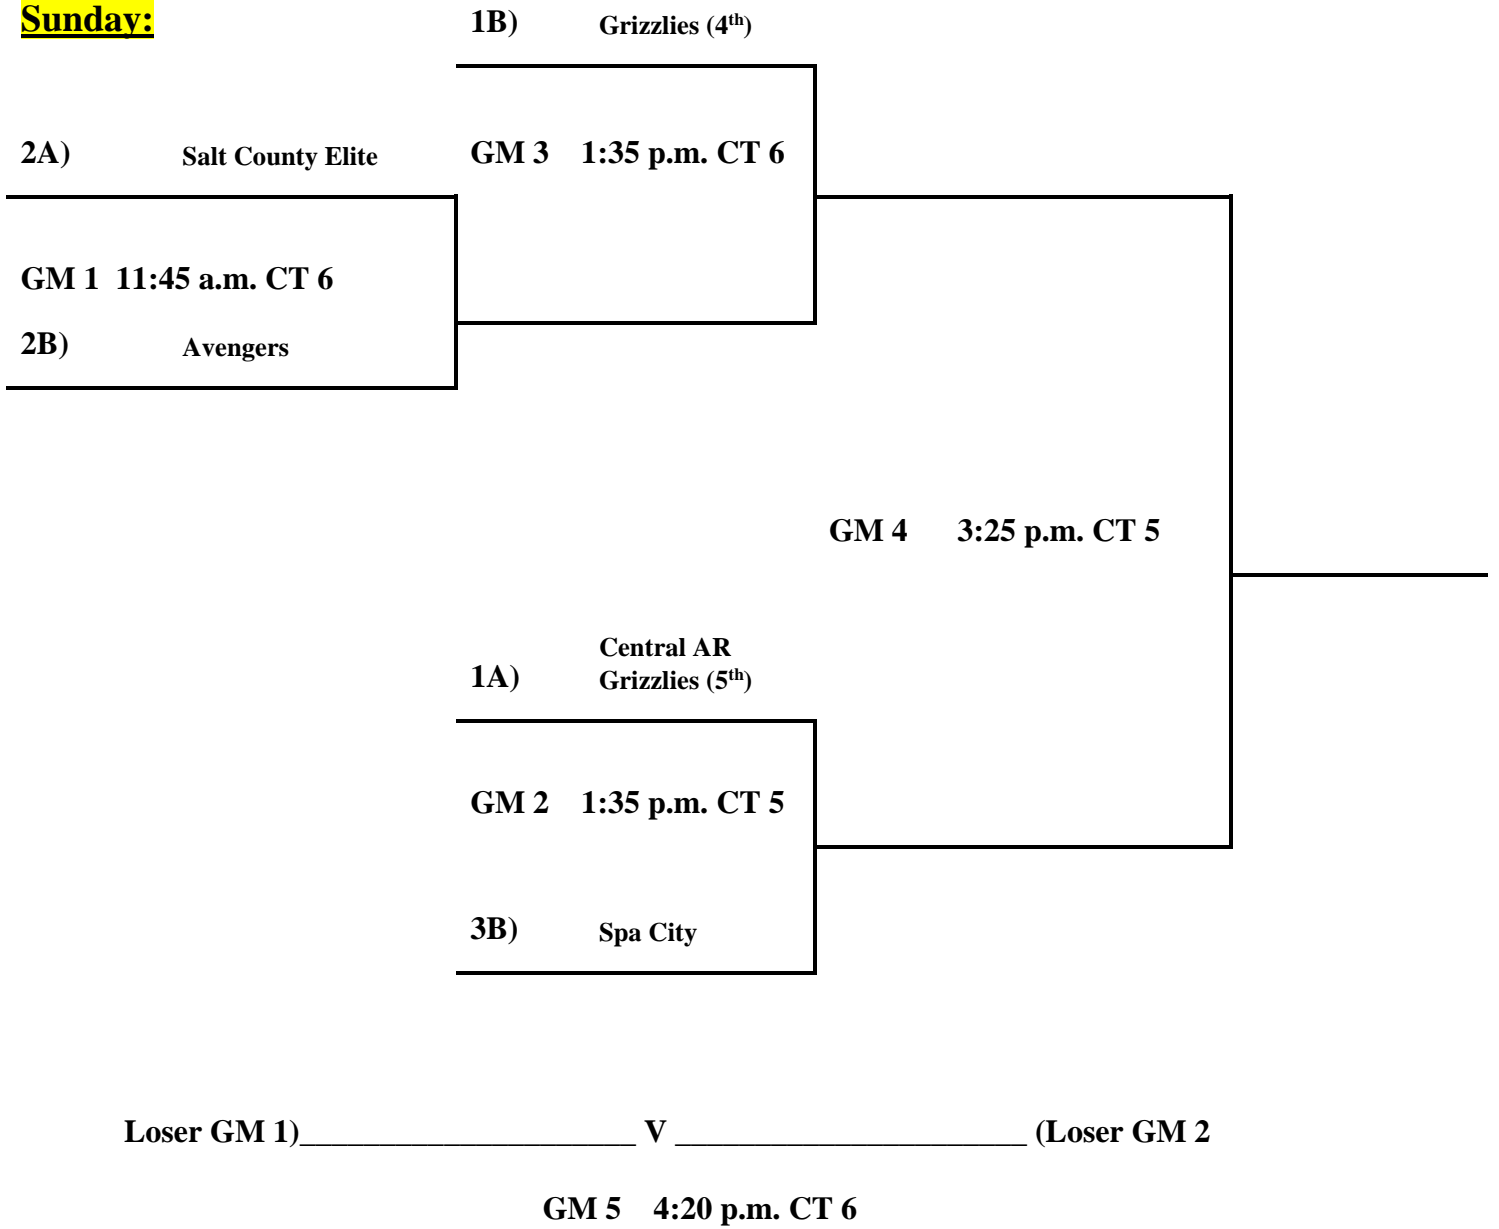 Sunday:
1B) Grizzlies (4th)
2A) Salt County Elite
GM 3 1:35 p.m. CT 6
GM 1 11:45 a.m. CT 6
2B) Avengers
GM 4 3:25 p.m. CT 5
Central AR
1A) Grizzlies (5th)
GM 2 1:35 p.m. CT 5
3B) Spa City
Loser GM 1)_____________________ V ______________________ (Loser GM 2
GM 5 4:20 p.m. CT 6